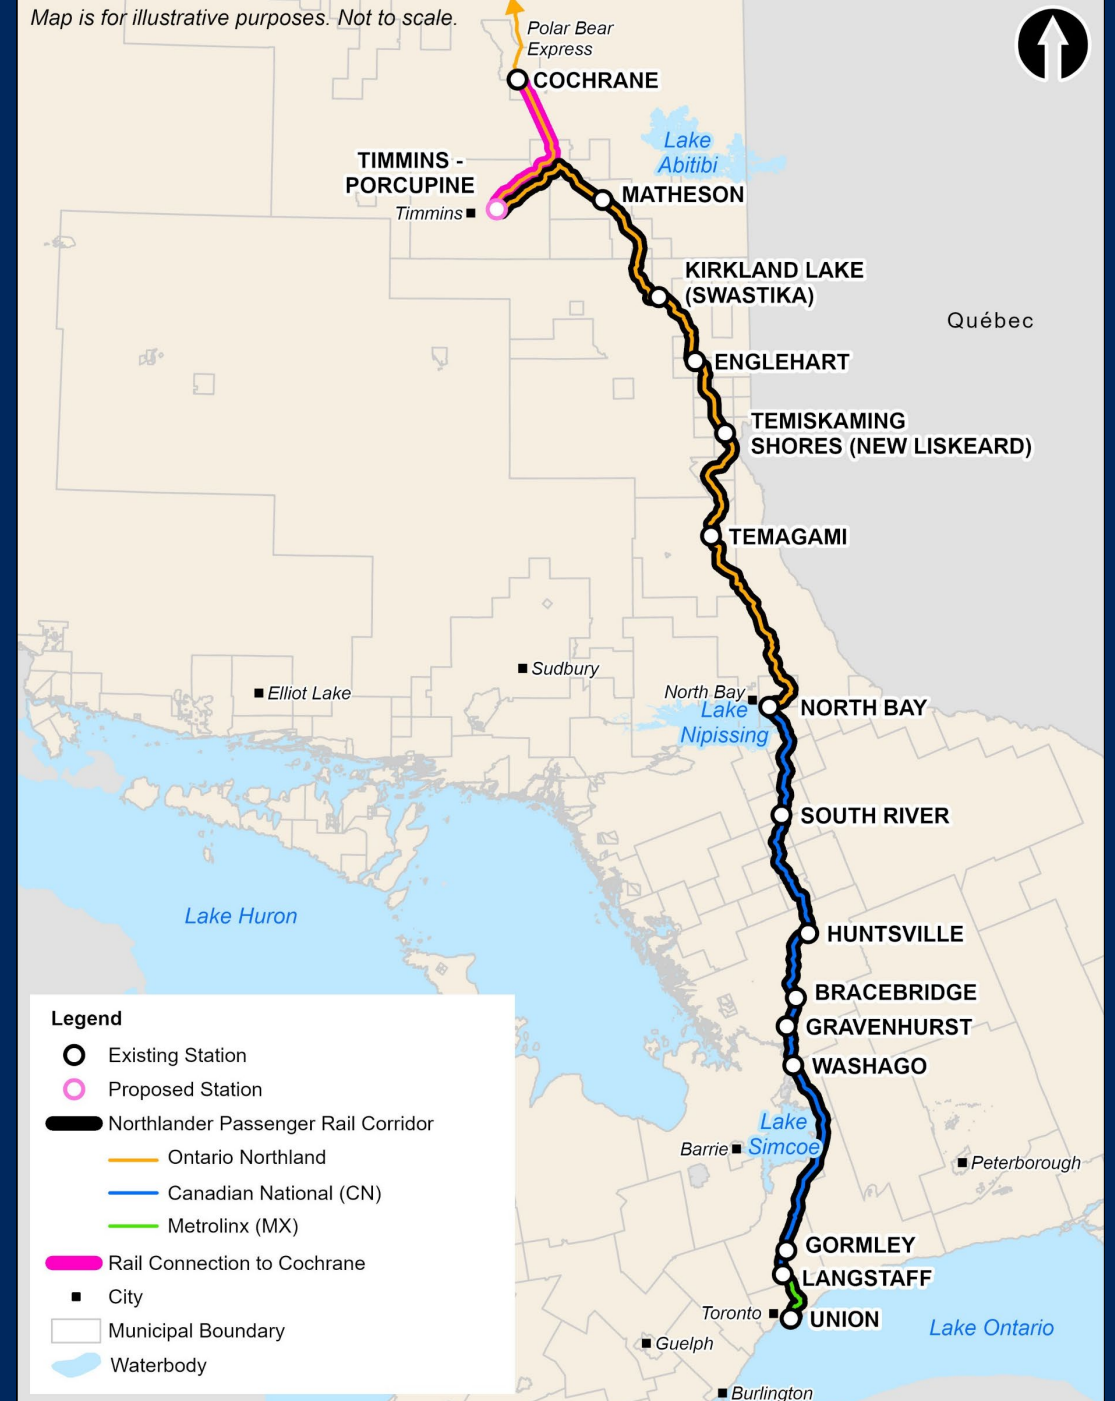 Map is for illustrative purposes. Not to scale.
Polar Bear
Express
COCHRANE
Lake
Abitibi
TIMMINS -
PORCUPINE
Timmins
MATHESON
KIRKLAND LAKE
(SWASTIKA)
Québec
ENGLEHART
TEMISKAMING
SHORES (NEW LISKEARD)
TEMAGAMI
Sudbury
Elliot Lake
North Bay
Lake
Nipissing
NORTH BAY
SOUTH RIVER
Lake Huron
HUNTSVILLE
BRACEBRIDGE
GRAVENHURST
WASHAGO
Lake
Simcoe
Barrie
Peterborough
GORMLEY
LANGSTAFF
Toronto
UNION
Lake Ontario
Guelph
Burlington
Legend
Existing Station
Proposed Station
Northlander Passenger Rail Corridor
Ontario Northland
Canadian National (CN)
Metrolinx (MX)
Rail Connection to Cochrane
City
Municipal Boundary
Waterbody